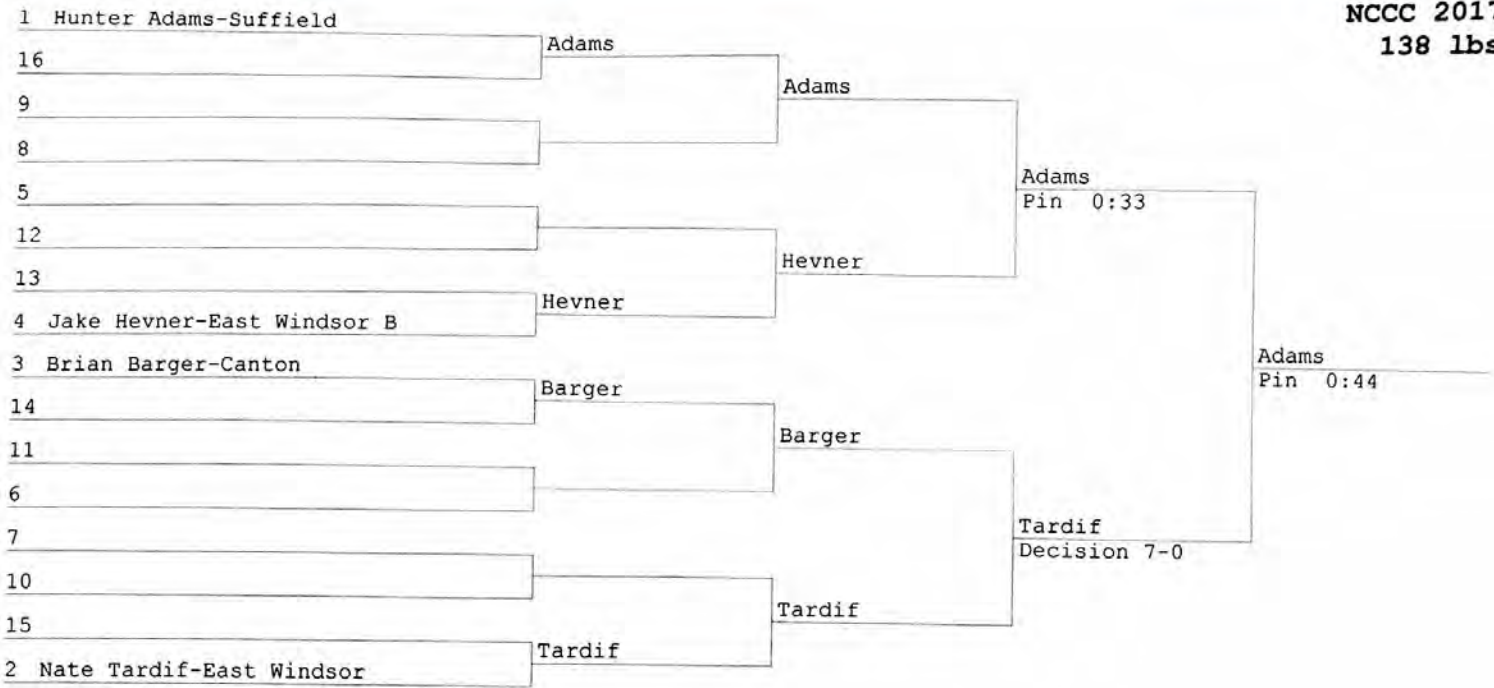 NCCC 2017
138 lbs
1 Hunter Adams-Suffield
Adams
16
Adams
9
8
Adams
Pin 0:33
5
12
Hevner
13
Hevner
4 Jake Hevner-East Windsor B
Adams
Pin 0:44
3 Brian Barger-Canton
Barger
14
Barger
11
6
Tardif
Decision 7-0
7
10
Tardif
15
Tardif
2 Nate Tardif-East Windsor